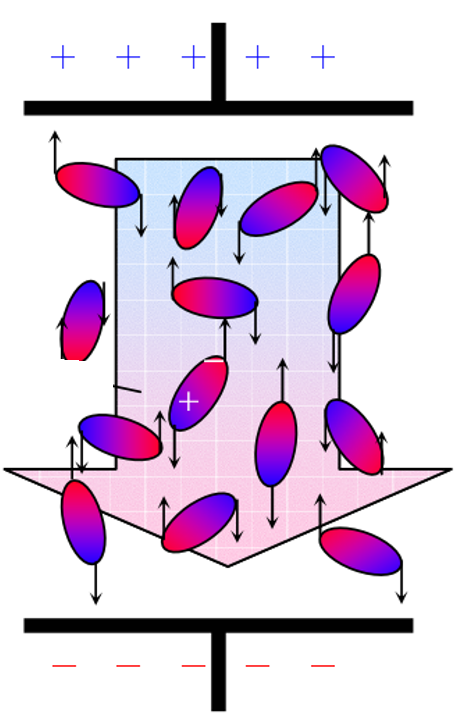 + + + + +
+
− − − − −